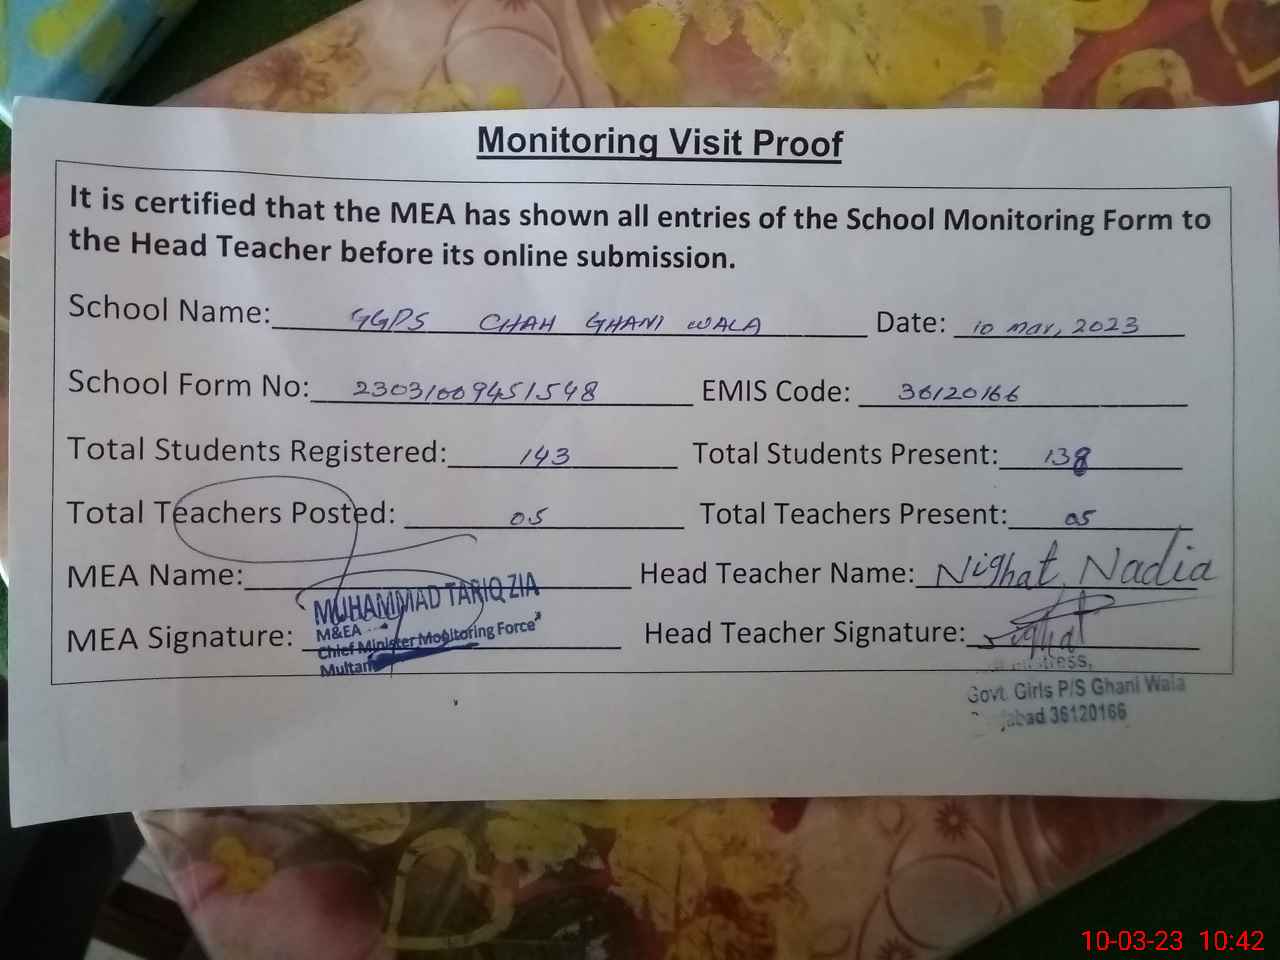 Monitoring Visit Proof
It is certified that the MEA has shown all entries of the School Monitoring Form to
the Head Teacher before its online submission.
School Name: GGPS CHAH GHANI WALA Date: 10 mar, 2023
School Form No: 23031009451548 EMIS Code: 36120166
Total Students Registered: 143 Total Students Present: 138
Total Teachers Posted: 05 Total Teachers Present: 05
MEA Name: Head Teacher Name: Nighat Nadia
MUHAMMAD TARIQ ZIA
MEA Signature: Head Teacher Signature: Nighat
M&EA
Chief Minister Monitoring Force
Multan
Govt. Girls P/S Ghani Wala
36120166
10-03-23 10:42